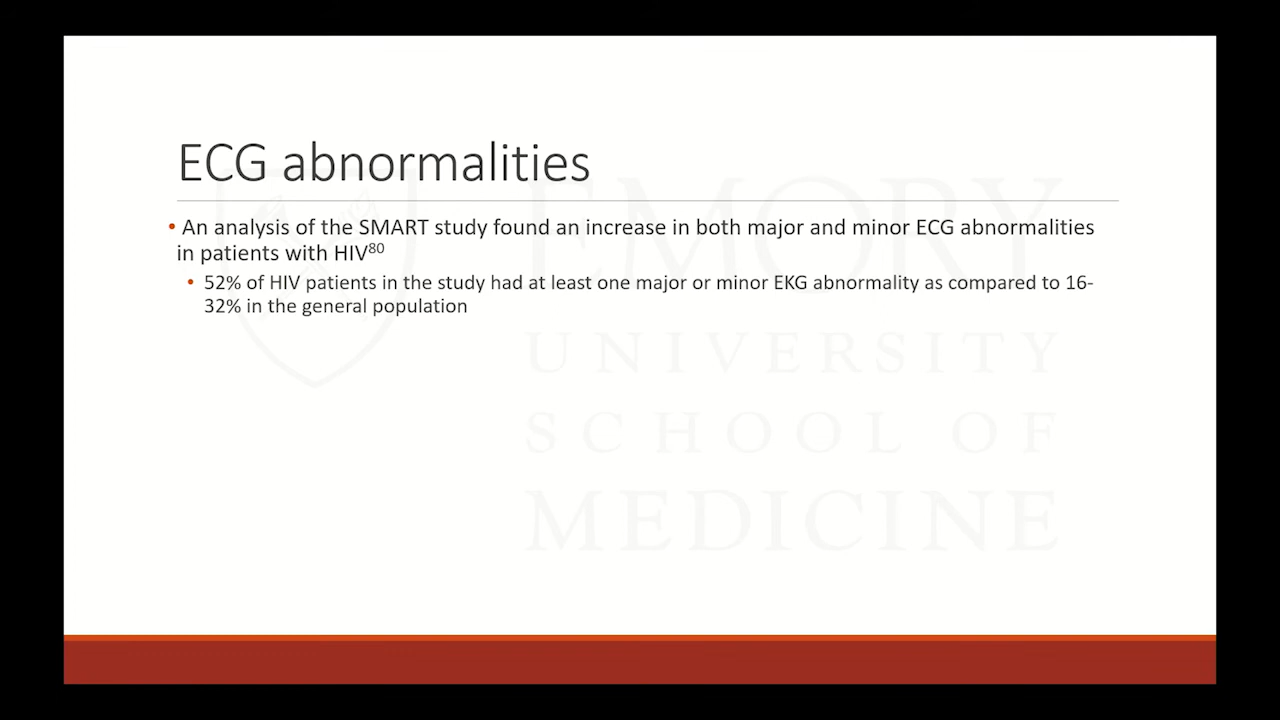 ECG abnormalities
• An analysis of the SMART study found an increase in both major and minor ECG abnormalities
in patients with HIV80
• 52% of HIV patients in the study had at least one major or minor EKG abnormality as compared to 16-
32% in the general population
EMORY
UNIVERSITY
SCHOOL OF
MEDICINE